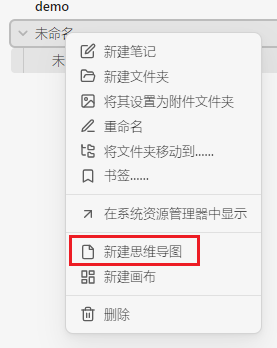 demo
未命名
未
新建笔记
新建文件夹
将其设置为附件文件夹
重命名
将文件夹移动到......
书签......
在系统资源管理器中显示
新建思维导图
新建画布
删除